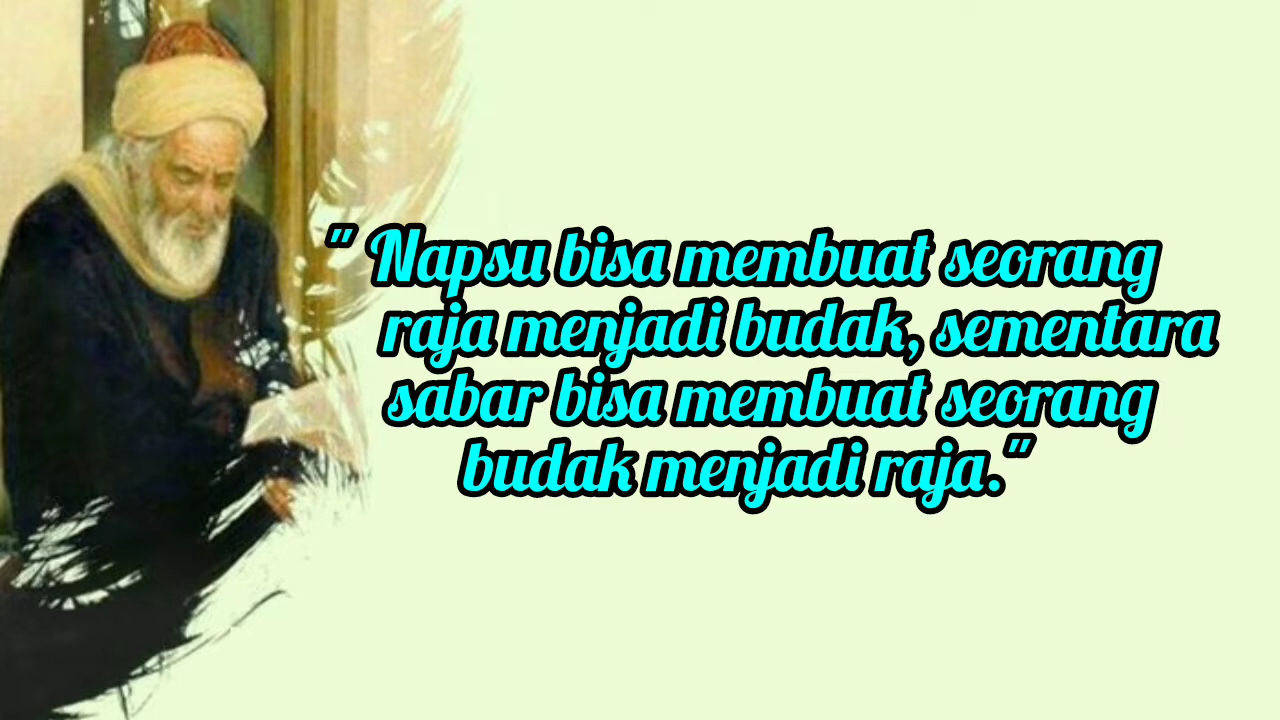 " Napsu bisa membuat seorang
raja menjadi budak, sementara
sabar bisa membuat seorang
budak menjadi raja."